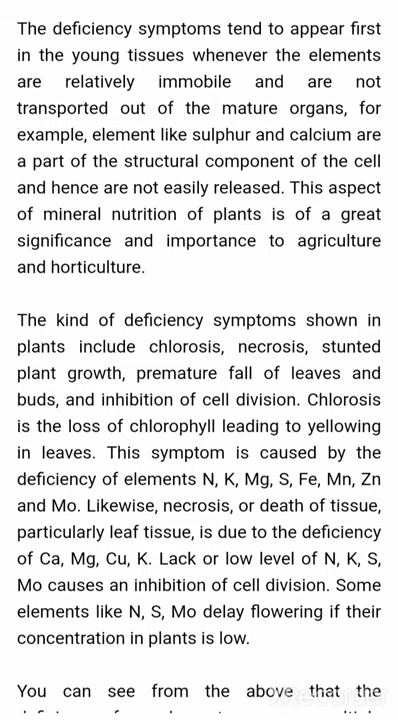 The deficiency symptoms tend to appear first
in the young tissues whenever the elements
are relatively immobile and are not
transported out of the mature organs, for
example, element like sulphur and calcium are
a part of the structural component of the cell
and hence are not easily released. This aspect
of mineral nutrition of plants is of a great
significance and importance to agriculture
and horticulture.
The kind of deficiency symptoms shown in
plants include chlorosis, necrosis, stunted
plant growth, premature fall of leaves and
buds, and inhibition of cell division. Chlorosis
is the loss of chlorophyll leading to yellowing
in leaves. This symptom is caused by the
deficiency of elements N, K, Mg, S, Fe, Mn, Zn
and Mo. Likewise, necrosis, or death of tissue,
particularly leaf tissue, is due to the deficiency
of Ca, Mg, Cu, K. Lack or low level of N, K, S,
Mo causes an inhibition of cell division. Some
elements like N, S, Mo delay flowering if their
concentration in plants is low.
You can see from the above that the